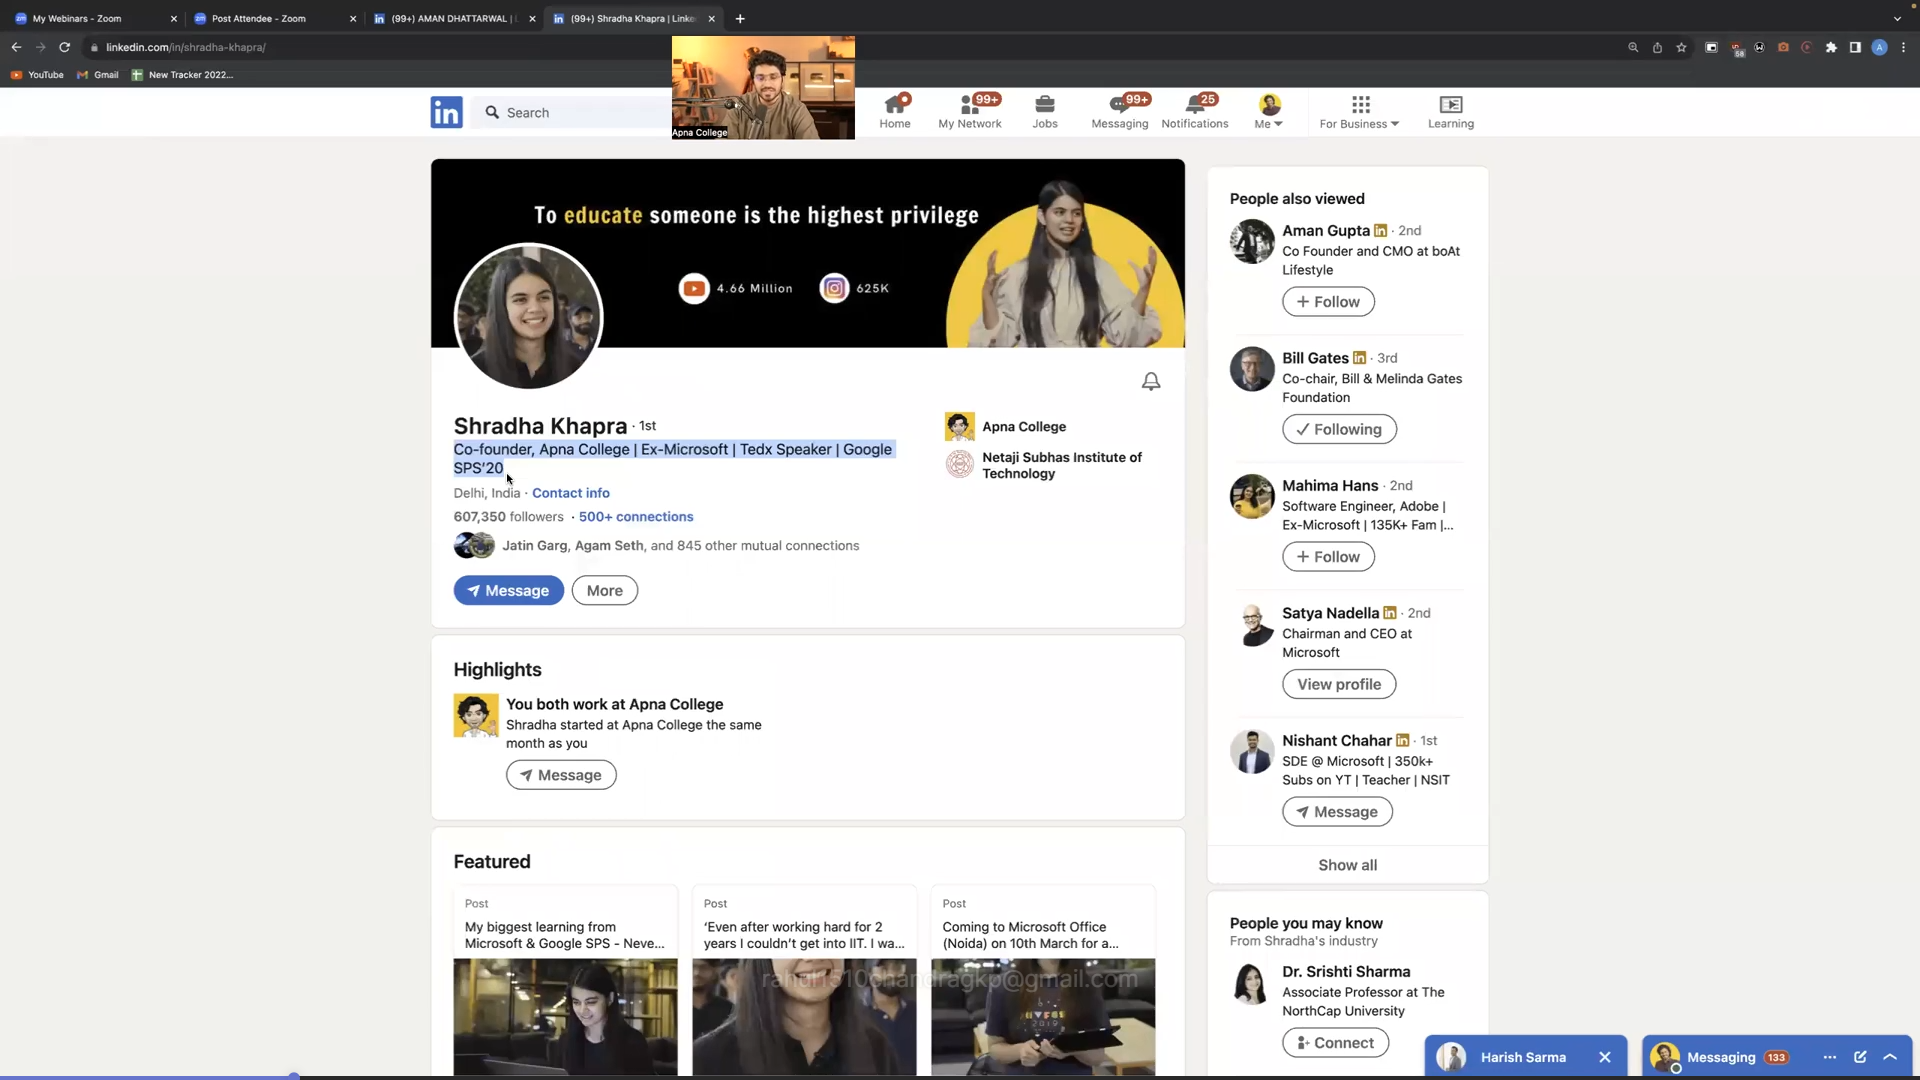 My Webinars - Zoom
Post Attendee - Zoom
(99+) AMAN DHATTARWAL |
(99+) Shradha Khapra | Linke
linkedin.com/in/shradha-khapra/
58
A
YouTube
Gmail
New Tracker 2022...
in
Search
Apna College
Home
99+
My Network
Jobs
99+
Messaging
25
Notifications
Me
For Business
Learning
To educate someone is the highest privilege
4.66 Million
625K
Shradha Khapra · 1st
Co-founder, Apna College | Ex-Microsoft | Tedx Speaker | Google
SPS'20
Delhi, India · Contact info
607,350 followers · 500+ connections
Jatin Garg, Agam Seth, and 845 other mutual connections
Message
More
Apna College
Netaji Subhas Institute of
Technology
Highlights
You both work at Apna College
Shradha started at Apna College the same
month as you
Message
Featured
Post
My biggest learning from
Microsoft & Google SPS - Neve...
Post
‘Even after working hard for 2
years I couldn't get into IIT. I wa...
Post
Coming to Microsoft Office
(Noida) on 10th March for a...
2019
People also viewed
Aman Gupta in · 2nd
Co Founder and CMO at boAt
Lifestyle
+ Follow
Bill Gates in · 3rd
Co-chair, Bill & Melinda Gates
Foundation
Following
Mahima Hans · 2nd
Software Engineer, Adobe |
Ex-Microsoft | 135K+ Fam |...
+ Follow
Satya Nadella in · 2nd
Chairman and CEO at
Microsoft
View profile
Nishant Chahar in · 1st
SDE @ Microsoft | 350k+
Subs on YT | Teacher | NSIT
Message
Show all
People you may know
From Shradha's industry
Dr. Srishti Sharma
Associate Professor at The
NorthCap University
Connect
Harish Sarma
Messaging 133